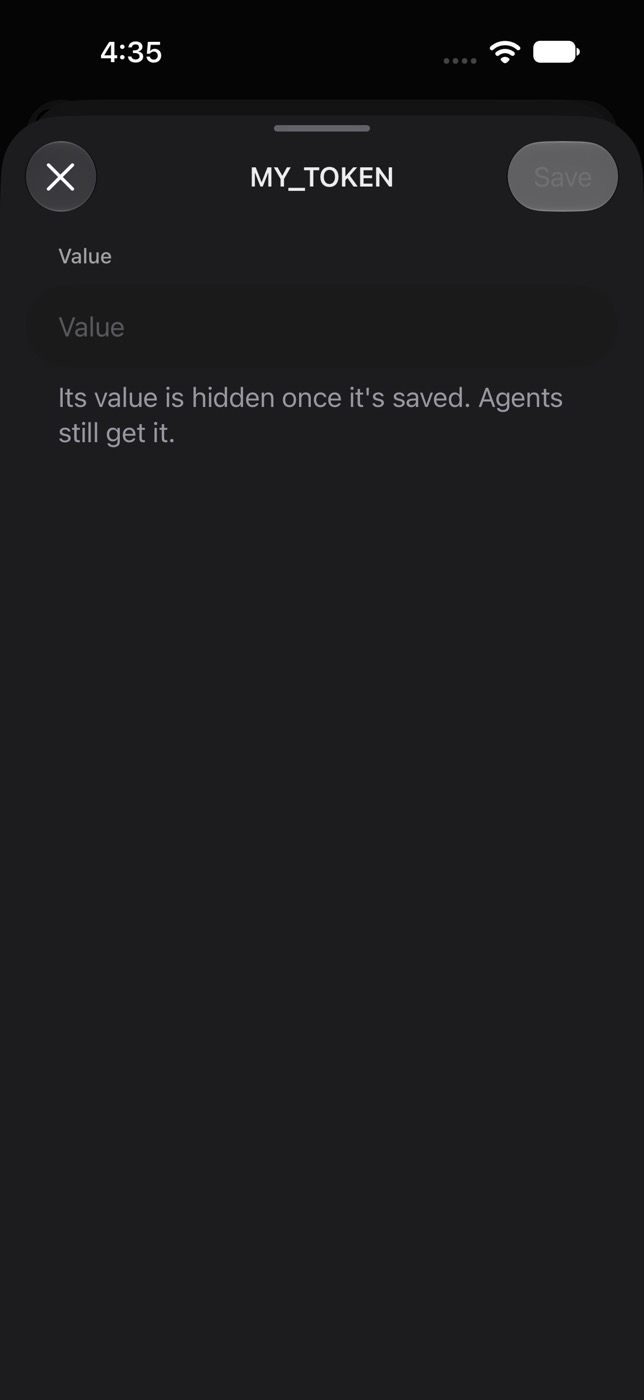 4:35
MY_TOKEN
Save
Value
Value
Its value is hidden once it's saved. Agents
still get it.